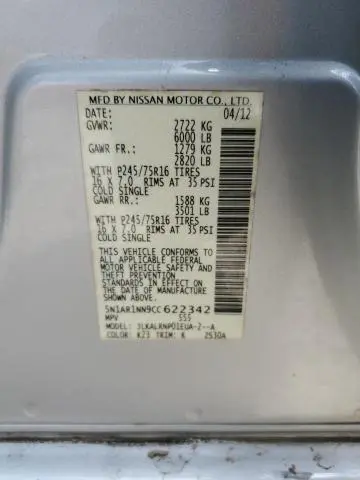 MFD BY NISSAN MOTOR CO., LTD.
DATE: 04/12
GVWR: 2722 KG
6000 LB
GAWR FR.: 1279 KG
2820 LB
WITH P245/75R16 TIRES
16 X 7.0 RIMS AT 35 PSI
COLD SINGLE
GAWR RR.: 1588 KG
3501 LB
WITH P245/75R16 TIRES
16 X 7.0 RIMS AT 35 PSI
COLD SINGLE
THIS VEHICLE CONFORMS TO
ALL APPLICABLE FEDERAL
MOTOR VEHICLE SAFETY
STANDARDS IN EFFECT ON
THE DATE OF MANUFACTURE
SHOWN ABOVE.
5N1AR1NN9CC622342
MPV 555
MODEL: 3LKALRNP01EUA-2--A
COLOR: K23 TRIM: K 2530A